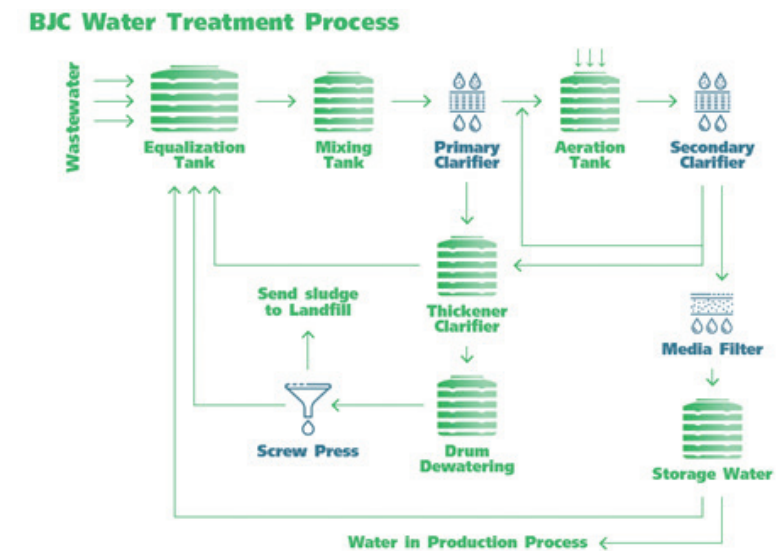 BJC Water Treatment Process
Wastewater
Equalization
Tank
Mixing
Tank
Primary
Clarifier
Aeration
Tank
Secondary
Clarifier
Send sludge
to Landfill
Thickener
Clarifier
Media Filter
Screw Press
Drum
Dewatering
Storage Water
Water in Production Process